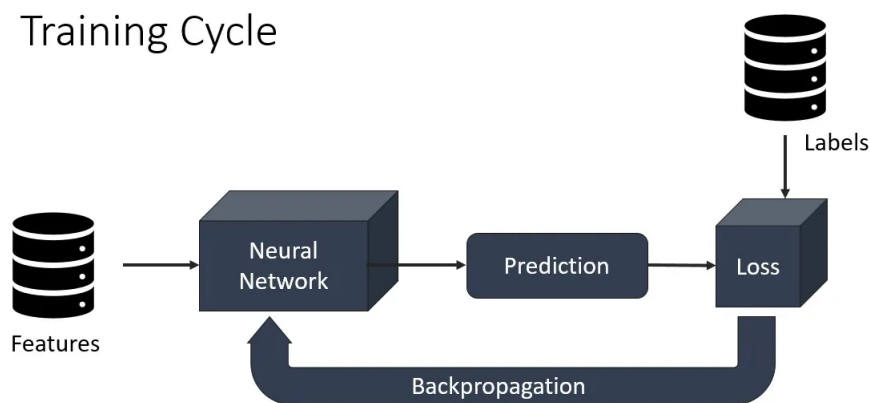 Training Cycle
Labels
Neural
Network
Prediction
Loss
Features
Backpropagation